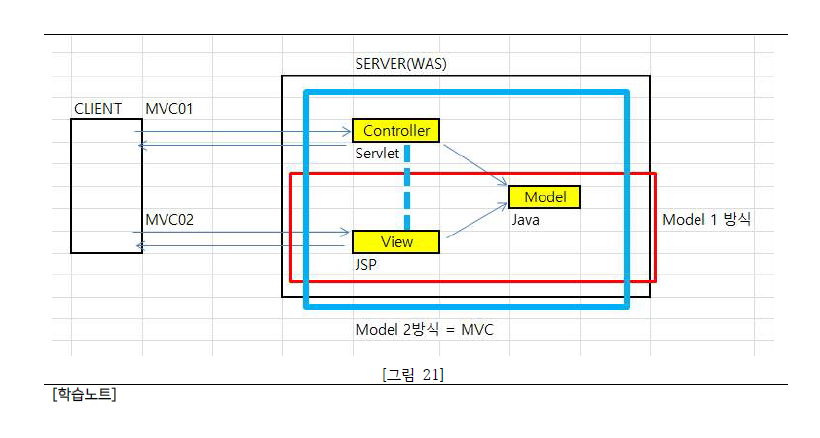 SERVER(WAS)
CLIENT MVC01
Controller
Servlet
Model
MVC02
Java
Model 1 방식
View
JSP
Model 2방식 = MVC
[그림 21]
[학습노트]